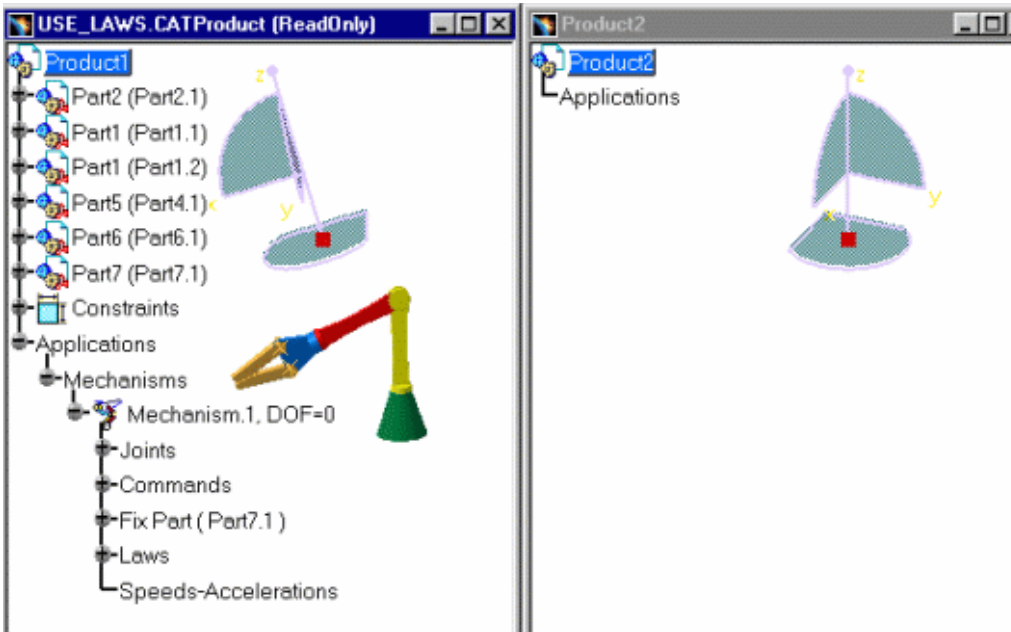 USE_LAWS.CATProduct (ReadOnly)
Product1
z
Part2 (Part2.1)
Part1 (Part1.1)
Part1 (Part1.2)
Part5 (Part4.1)
x
y
Part6 (Part6.1)
Part7 (Part7.1)
Constraints
Applications
Mechanisms
Mechanism.1, DOF=0
Joints
Commands
Fix Part ( Part7.1 )
Laws
Speeds-Accelerations
Product2
Product2
z
Applications
y
x